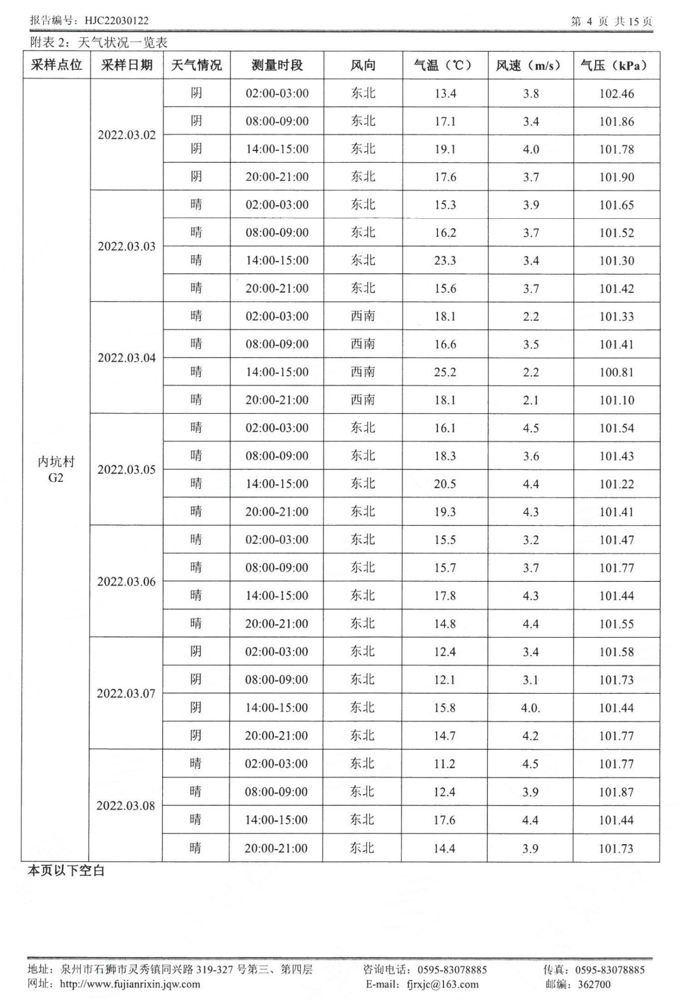 报告编号：HJC22030122 第 4 页 共 15 页
附表 2：天气状况一览表
采样点位 采样日期 天气情况 测量时段 风向 气温（℃） 风速（m/s） 气压（kPa）
内坑村 G2 2022.03.02 阴 02:00-03:00 东北 13.4 3.8 102.46
阴 08:00-09:00 东北 17.1 3.4 101.86
阴 14:00-15:00 东北 19.1 4.0 101.78
阴 20:00-21:00 东北 17.6 3.7 101.90
2022.03.03 晴 02:00-03:00 东北 15.3 3.9 101.65
晴 08:00-09:00 东北 16.2 3.7 101.52
晴 14:00-15:00 东北 23.3 3.4 101.30
晴 20:00-21:00 东北 15.6 3.7 101.42
2022.03.04 晴 02:00-03:00 西南 18.1 2.2 101.33
晴 08:00-09:00 西南 16.6 3.5 101.41
晴 14:00-15:00 西南 25.2 2.2 100.81
晴 20:00-21:00 西南 18.1 2.1 101.10
2022.03.05 晴 02:00-03:00 东北 16.1 4.5 101.54
晴 08:00-09:00 东北 18.3 3.6 101.43
晴 14:00-15:00 东北 20.5 4.4 101.22
晴 20:00-21:00 东北 19.3 4.3 101.41
2022.03.06 晴 02:00-03:00 东北 15.5 3.2 101.47
晴 08:00-09:00 东北 15.7 3.7 101.77
晴 14:00-15:00 东北 17.8 4.3 101.44
晴 20:00-21:00 东北 14.8 4.4 101.55
2022.03.07 阴 02:00-03:00 东北 12.4 3.4 101.58
阴 08:00-09:00 东北 12.1 3.1 101.73
阴 14:00-15:00 东北 15.8 4.0. 101.44
阴 20:00-21:00 东北 14.7 4.2 101.77
2022.03.08 晴 02:00-03:00 东北 11.2 4.5 101.77
晴 08:00-09:00 东北 12.4 3.9 101.87
晴 14:00-15:00 东北 17.6 4.4 101.44
晴 20:00-21:00 东北 14.4 3.9 101.73
本页以下空白
地址：泉州市石狮市灵秀镇同兴路 319-327 号第三、第四层 咨询电话：0595-83078885 传真：0595-83078885
网址：http://www.fujianrixin.jqw.com E-mail：fjrxjc@163.com 邮编：362700